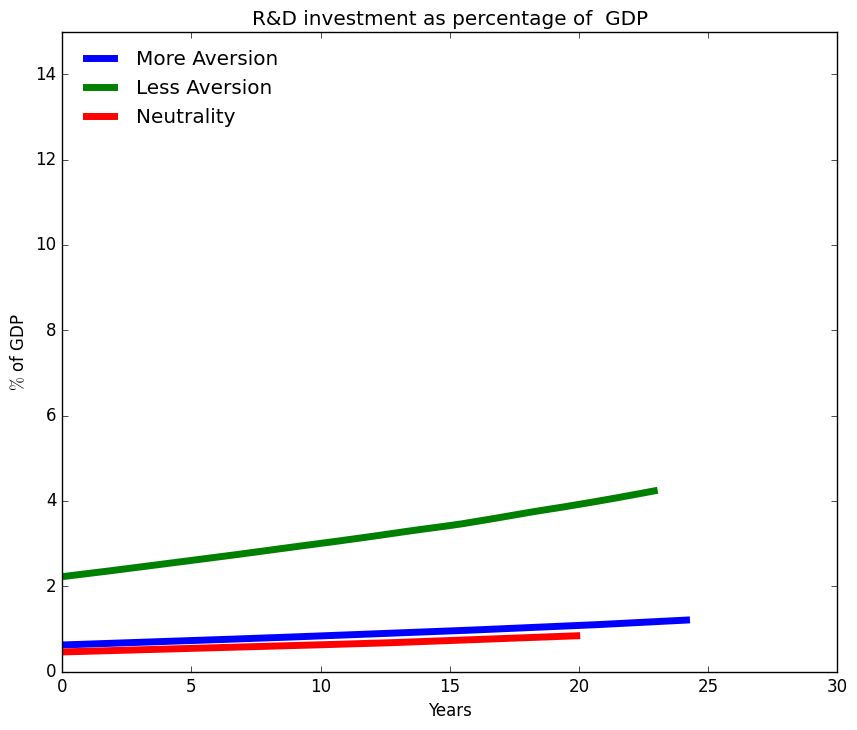 R&D investment as percentage of  GDP
More Aversion
Less Aversion
Neutrality
14
12
10
8
6
4
2
0
% of GDP
0 5 10 15 20 25 30
Years